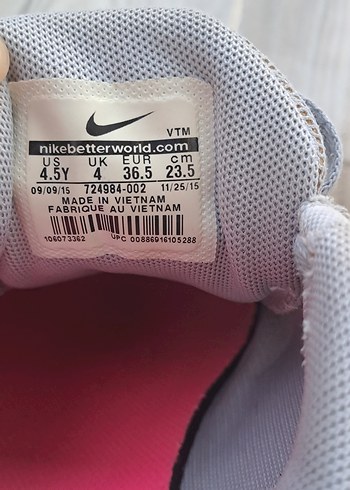 VTM
nikebetterworld.com
US UK EUR cm
4.5Y 4 36.5 23.5
09/09/15 724984-002 11/25/15
MADE IN VIETNAM
FABRIQUE AU VIETNAM
106073362 UPC 00886916105288